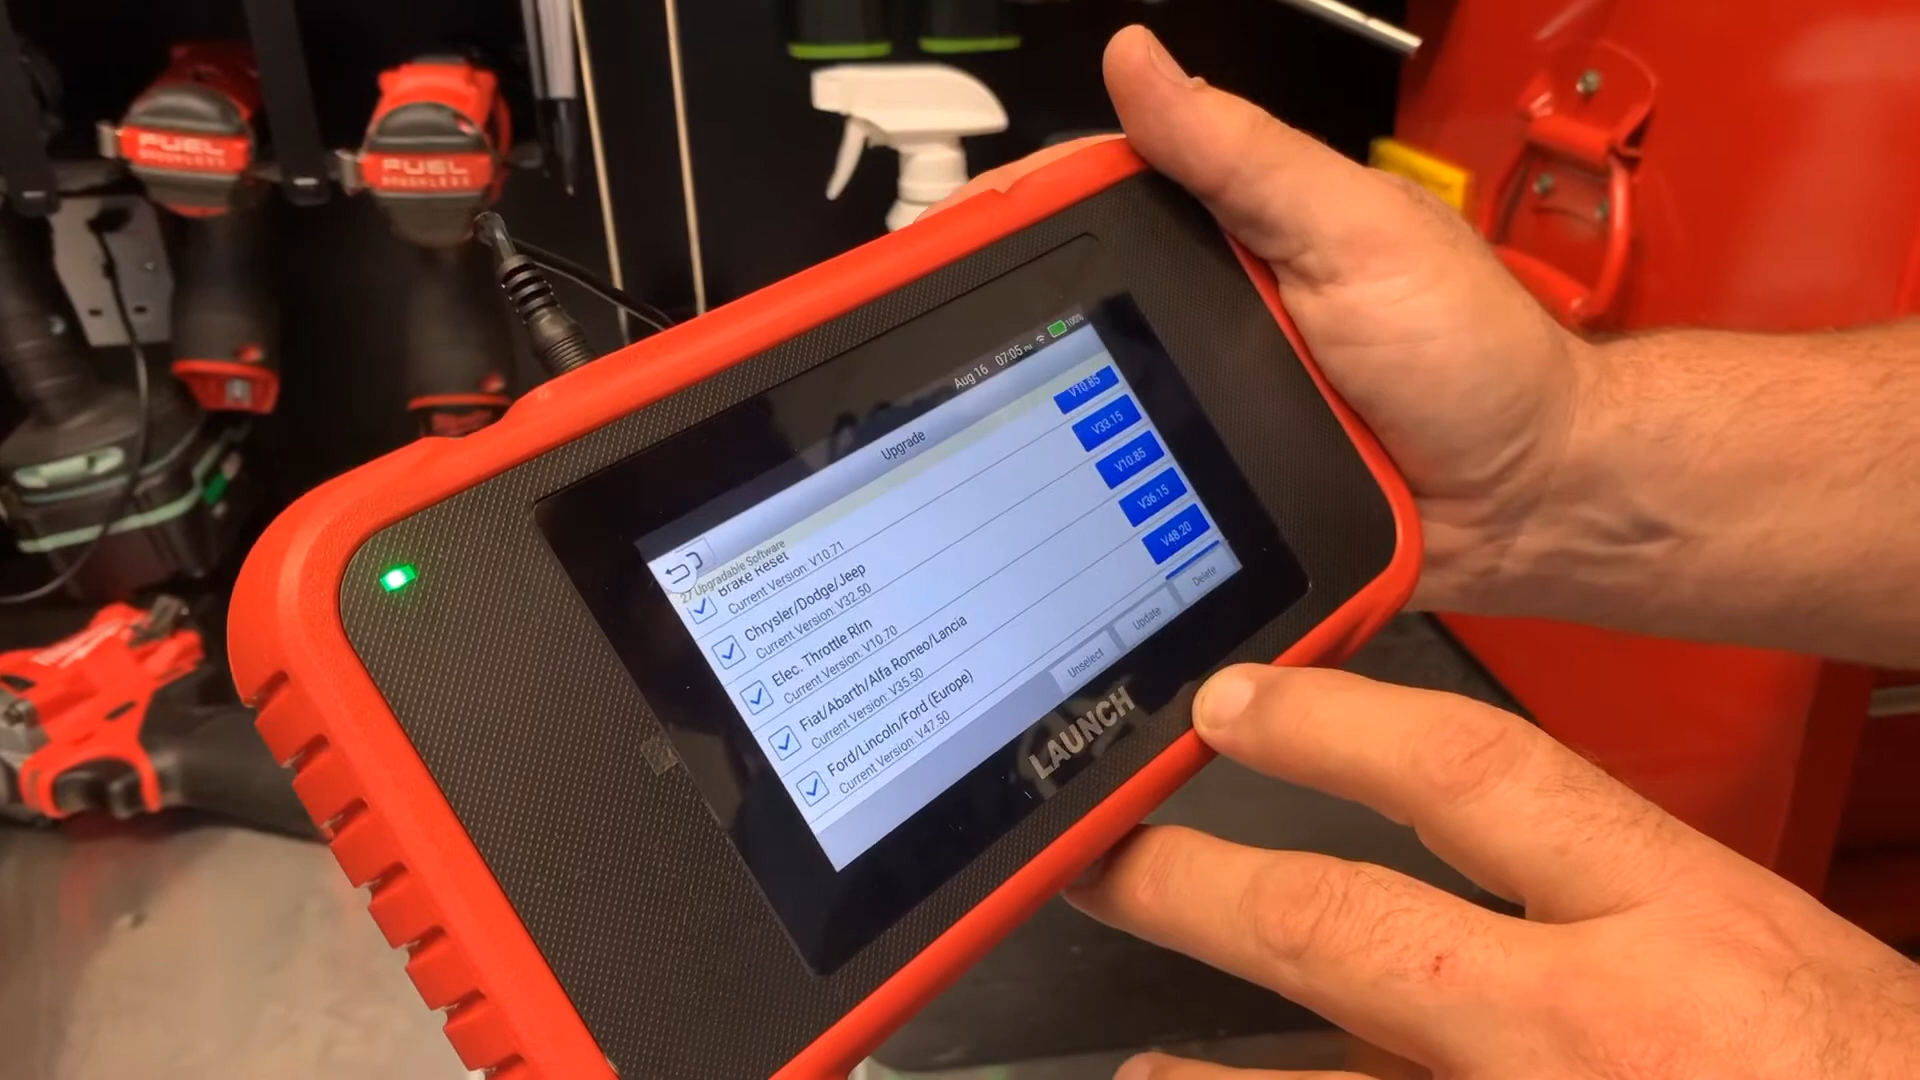 FUEL
BRUSHLESS
FUEL
BRUSHLESS
Aug 16 07:05 PM 100%
Upgrade
27 Upgradable Software
Brake Reset
Current Version: V10.71
V10.85
Chrysler/Dodge/Jeep
Current Version: V32.50
V33.15
Elec. Throttle Rlrn
Current Version: V10.70
V10.85
Fiat/Abarth/Alfa Romeo/Lancia
Current Version: V35.50
V36.15
Ford/Lincoln/Ford (Europe)
Current Version: V47.50
V48.20
Unselect
Update
Delete
LAUNCH